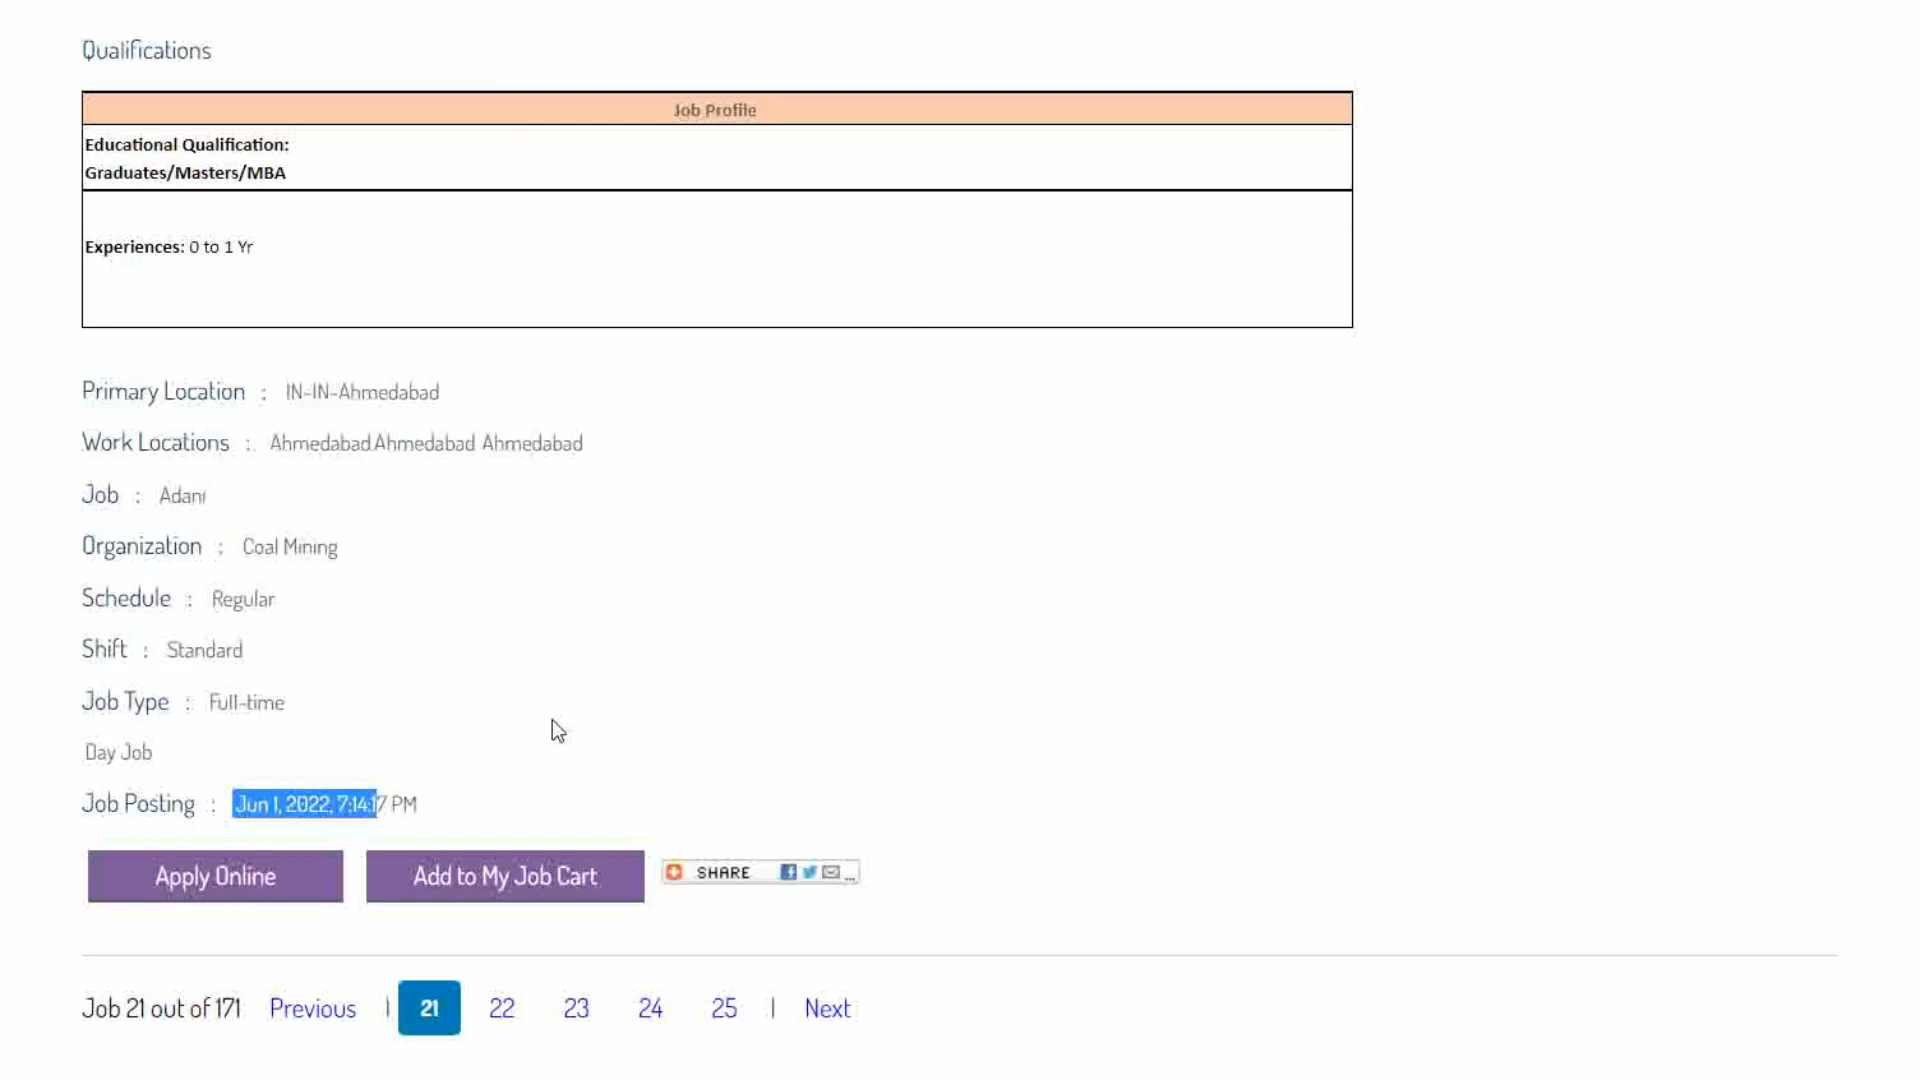 Qualifications
Job Profile
Educational Qualification:
Graduates/Masters/MBA
Experiences: 0 to 1 Yr
Primary Location : IN-IN-Ahmedabad
Work Locations : Ahmedabad Ahmedabad Ahmedabad
Job : Adani
Organization : Coal Mining
Schedule : Regular
Shift : Standard
Job Type : Full-time
Day Job
Job Posting : Jun 1, 2022, 7:14:17 PM
Apply Online Add to My Job Cart SHARE ...
Job 21 out of 171 Previous | 21 22 23 24 25 | Next